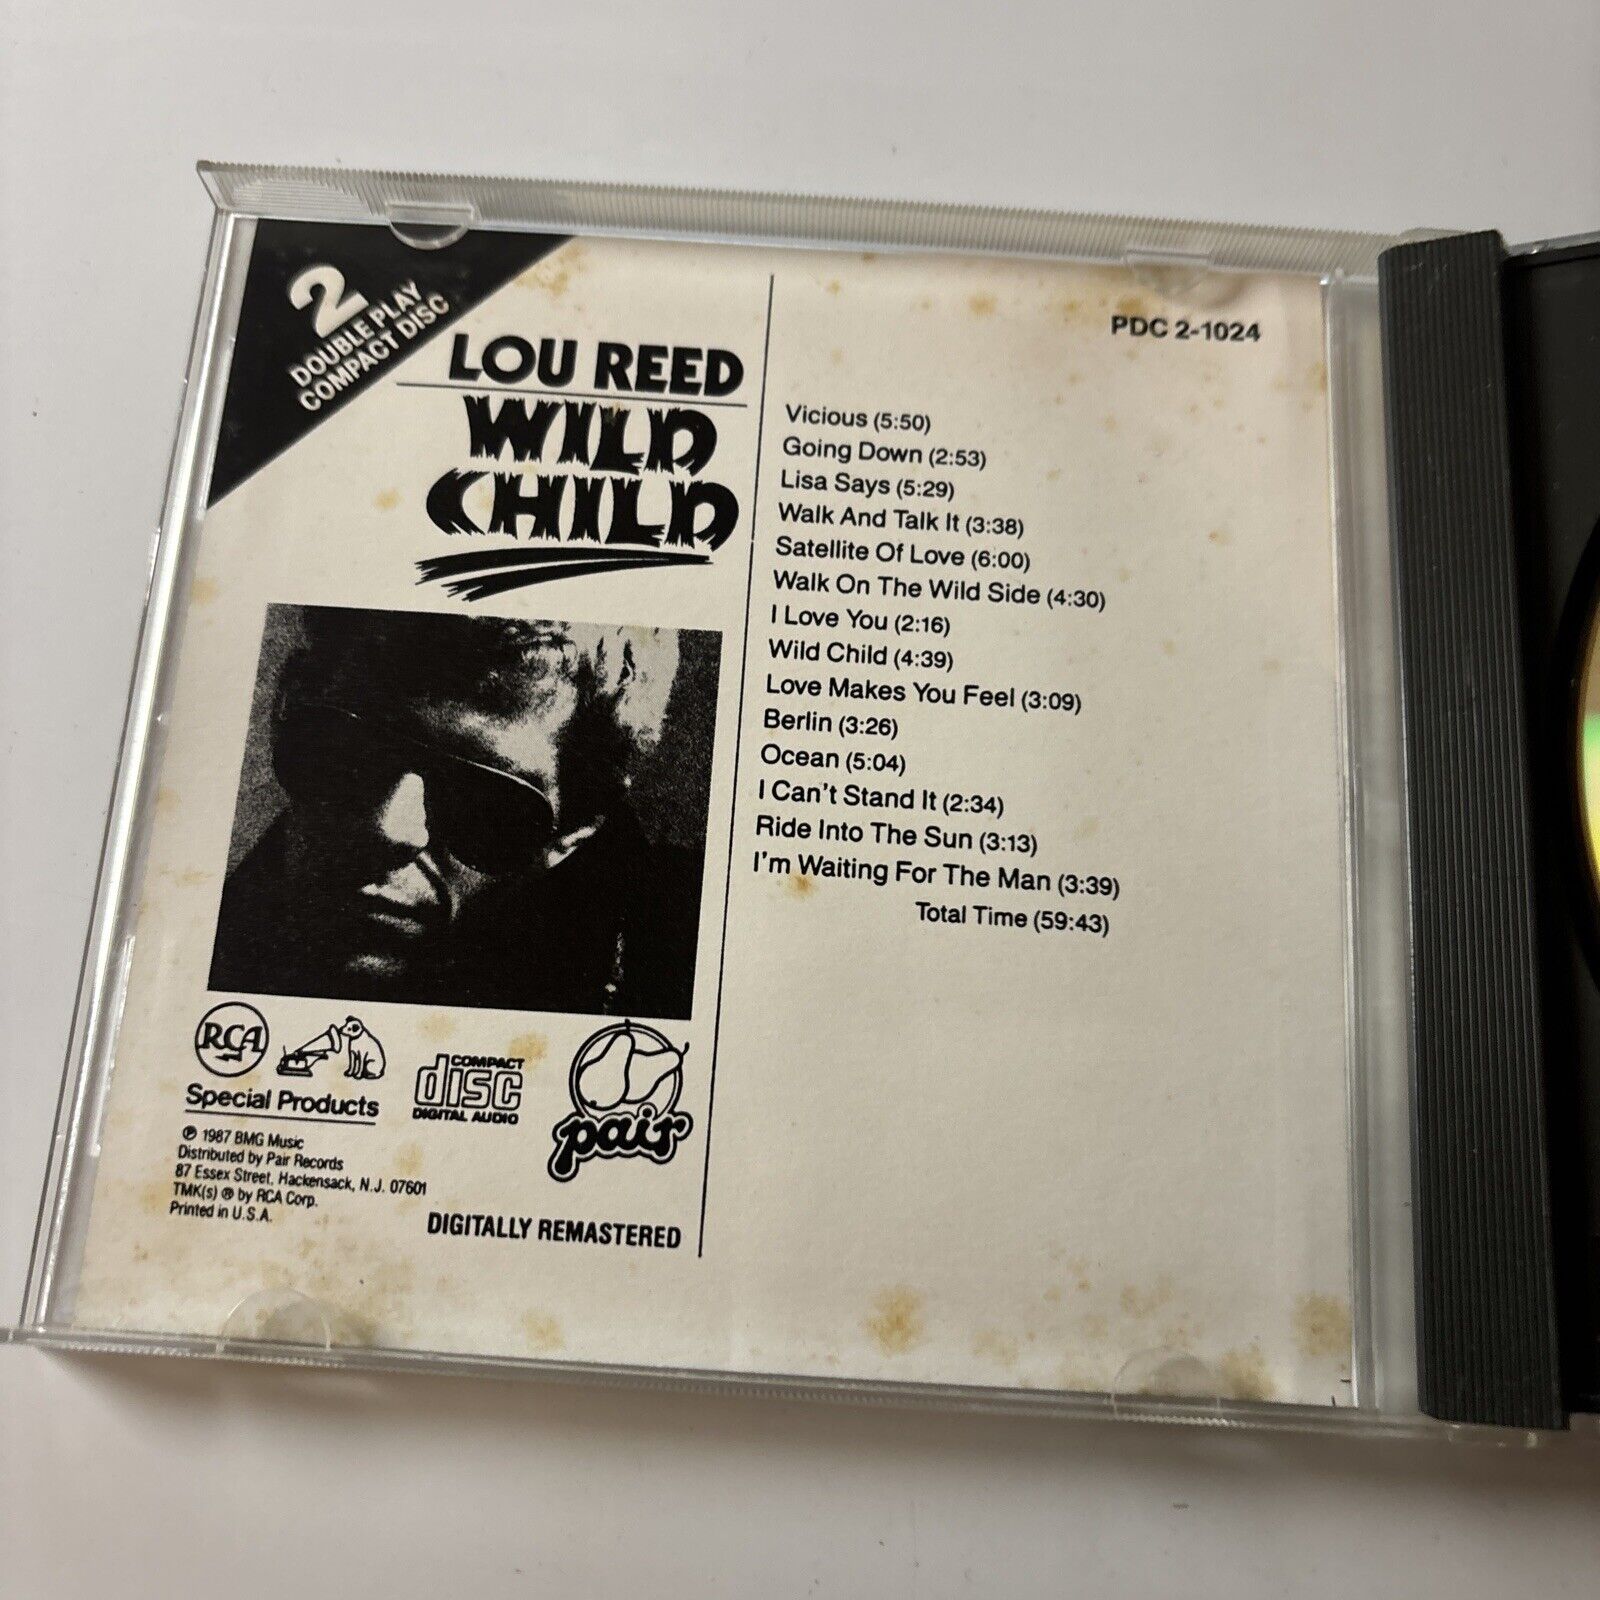 2
DOUBLE PLAY
COMPACT DISC
LOU REED
WILD
CHILD
PDC 2-1024
Vicious (5:50)
Going Down (2:53)
Lisa Says (5:29)
Walk And Talk It (3:38)
Satellite Of Love (6:00)
Walk On The Wild Side (4:30)
I Love You (2:16)
Wild Child (4:39)
Love Makes You Feel (3:09)
Berlin (3:26)
Ocean (5:04)
I Can't Stand It (2:34)
Ride Into The Sun (3:13)
I'm Waiting For The Man (3:39)
Total Time (59:43)
RCA
Special Products
COMPACT
disc
DIGITAL AUDIO
pair
℗ 1987 BMG Music
Distributed by Pair Records
87 Essex Street, Hackensack, N.J. 07601
TMK(s) ® by RCA Corp.
Printed in U.S.A.
DIGITALLY REMASTERED